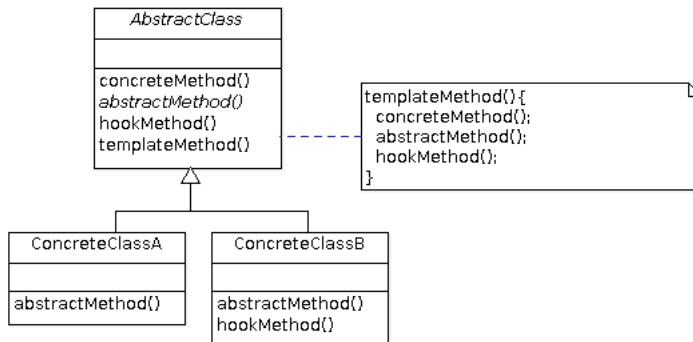 AbstractClass
concreteMethod()
abstractMethod()
hookMethod()
templateMethod()
templateMethod(){
concreteMethod();
abstractMethod();
hookMethod();
}
ConcreteClassA
abstractMethod()
ConcreteClassB
abstractMethod()
hookMethod()